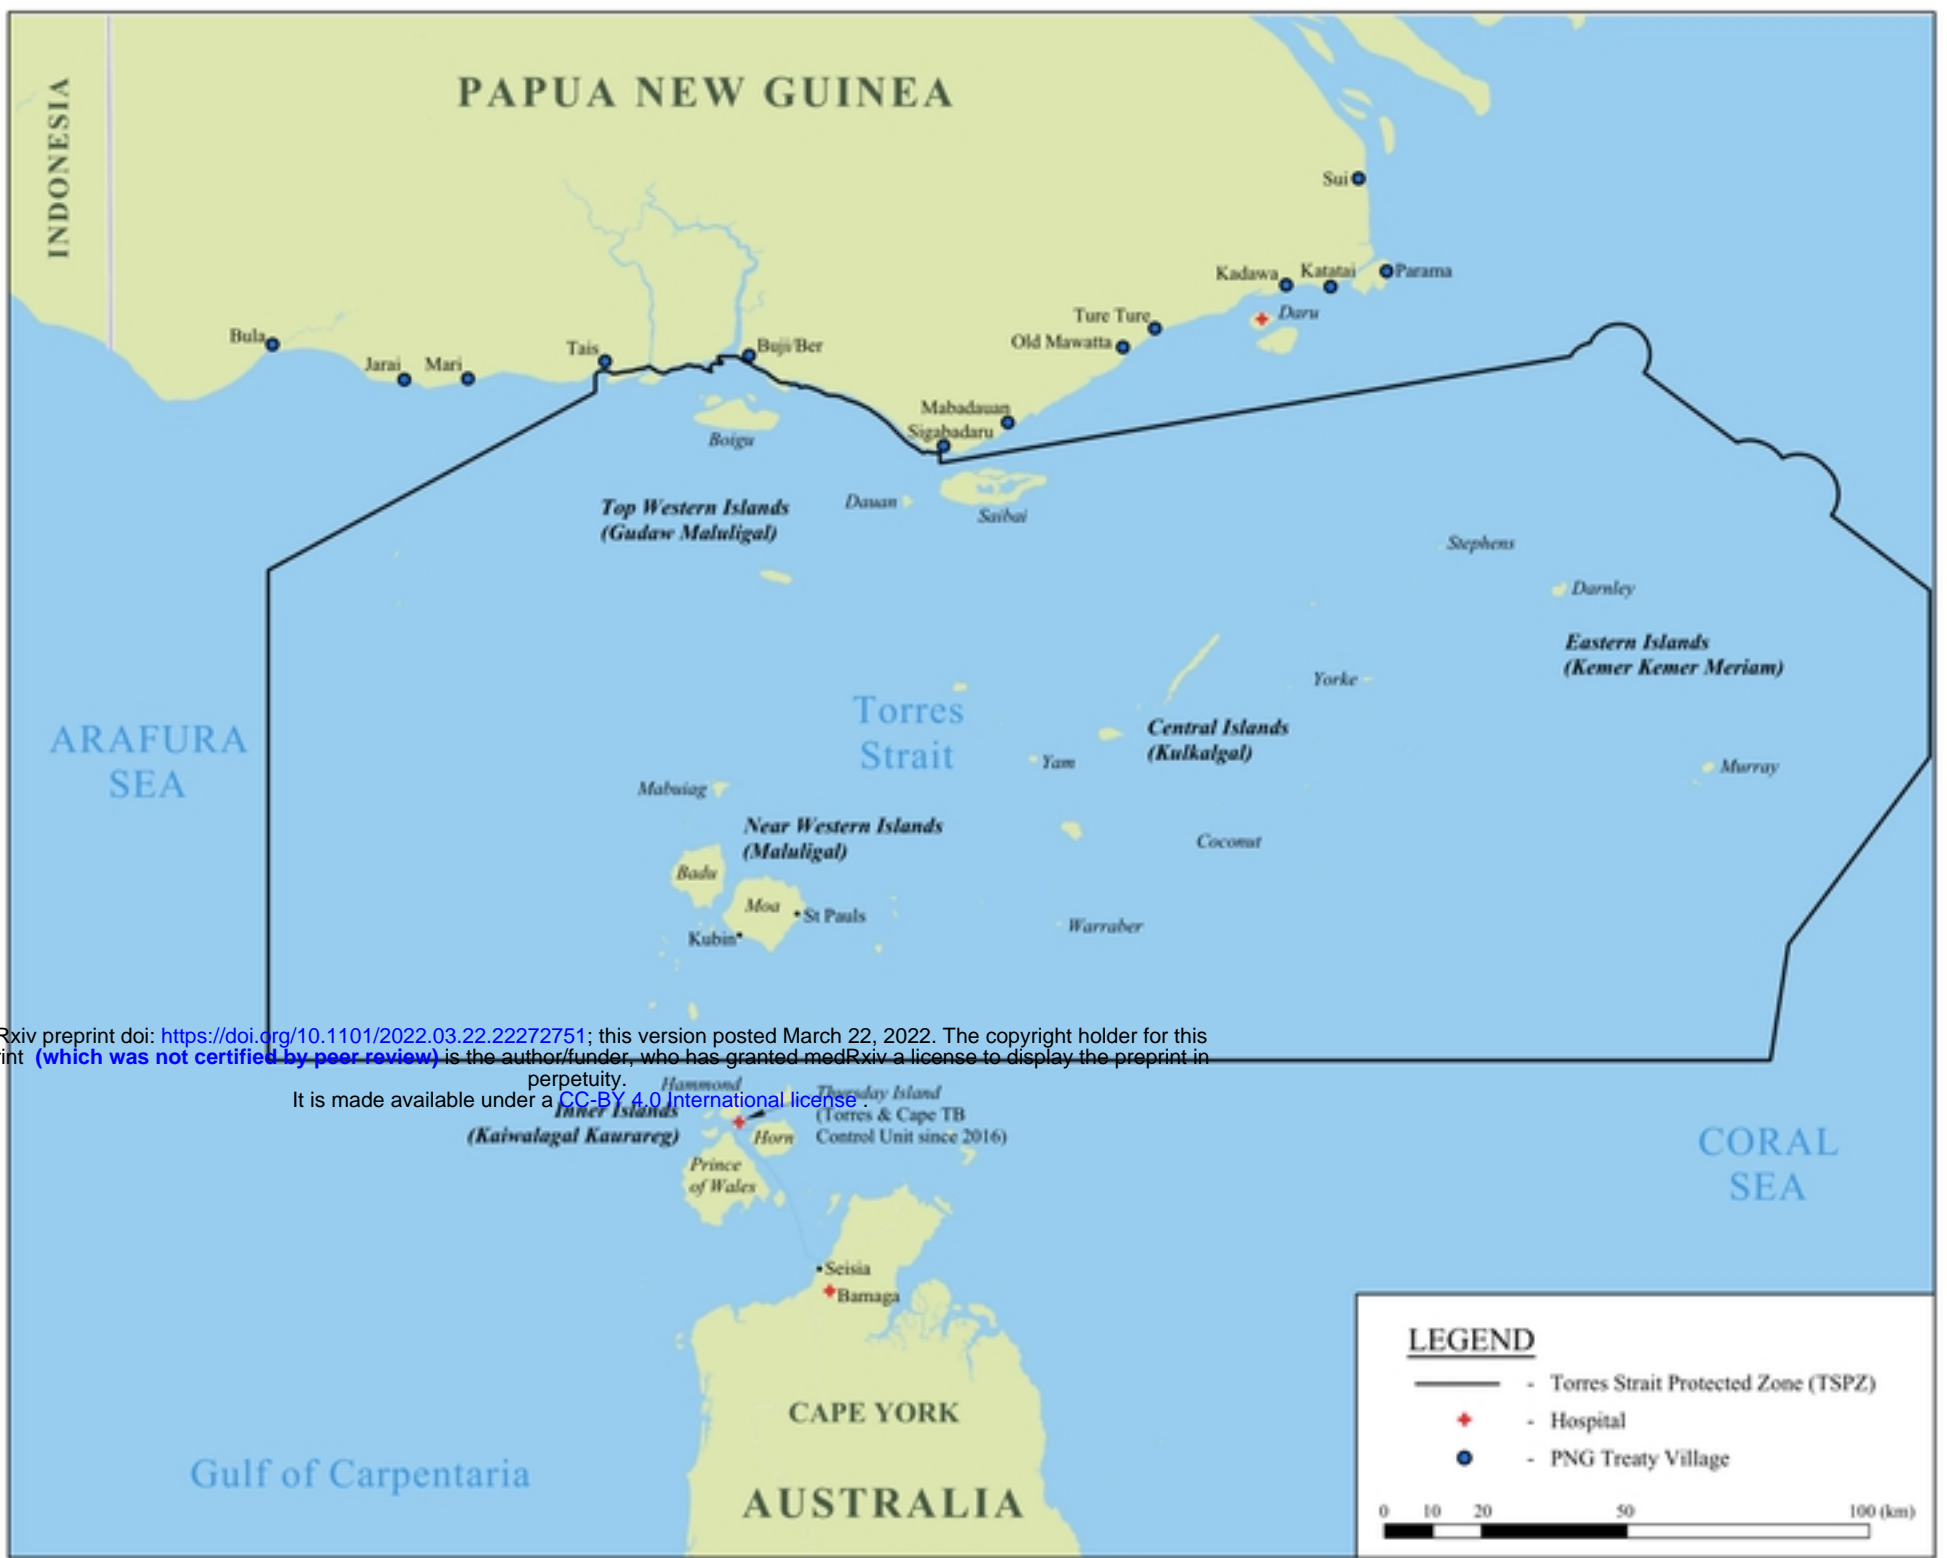 PAPUA NEW GUINEA
INDONESIA
Sui
Kadawa
Katatai
Parama
Daru
Ture Ture
Old Mawatta
Bula
Jarai
Mari
Tais
Buji/Ber
Mabadauan
Sigabadaru
Boigu
Dauan
Saibai
Top Western Islands
(Gudaw Maluligal)
Stephens
Darnley
Eastern Islands
(Kemer Kemer Meriam)
Yorke
Torres
Strait
Central Islands
(Kulkalgal)
ARAFURA
SEA
Yam
Murray
Mabuiag
Near Western Islands
(Maluligal)
Coconut
Badu
Moa
St Pauls
Kubin
Warraber
Rxiv preprint doi: https://doi.org/10.1101/2022.03.22.22272751; this version posted March 22, 2022. The copyright holder for this
int (which was not certified by peer review) is the author/funder, who has granted medRxiv a license to display the preprint in
perpetuity.
It is made available under a CC-BY 4.0 International license .
Hammond
Thursday Island
(Torres & Cape TB
Control Unit since 2016)
Inner Islands
(Kaiwalagal Kaurareg)
Horn
Prince
of Wales
CORAL
SEA
Seisia
Bamaga
CAPE YORK
AUSTRALIA
Gulf of Carpentaria
LEGEND
- Torres Strait Protected Zone (TSPZ)
- Hospital
- PNG Treaty Village
0 10 20 50 100 (km)